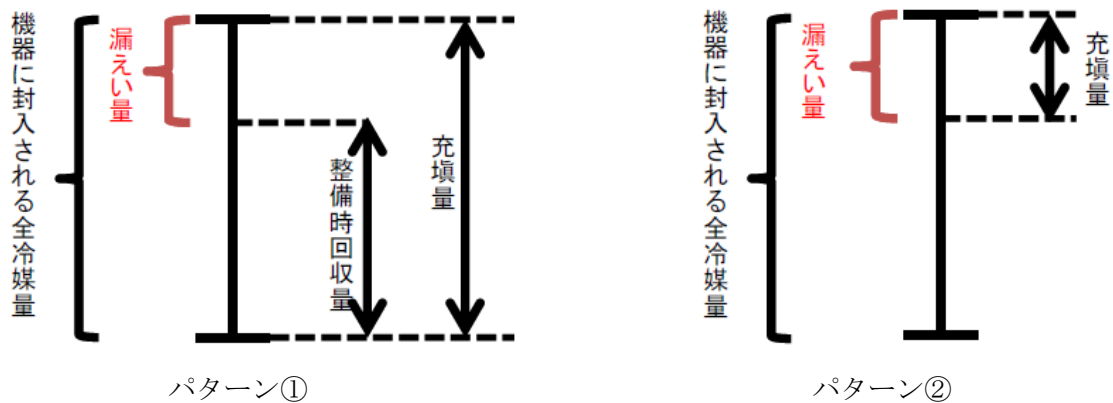 機器に封入される全冷媒量
漏えい量
整備時回収量
充塡量
パターン①
機器に封入される全冷媒量
漏えい量
充塡量
パターン②